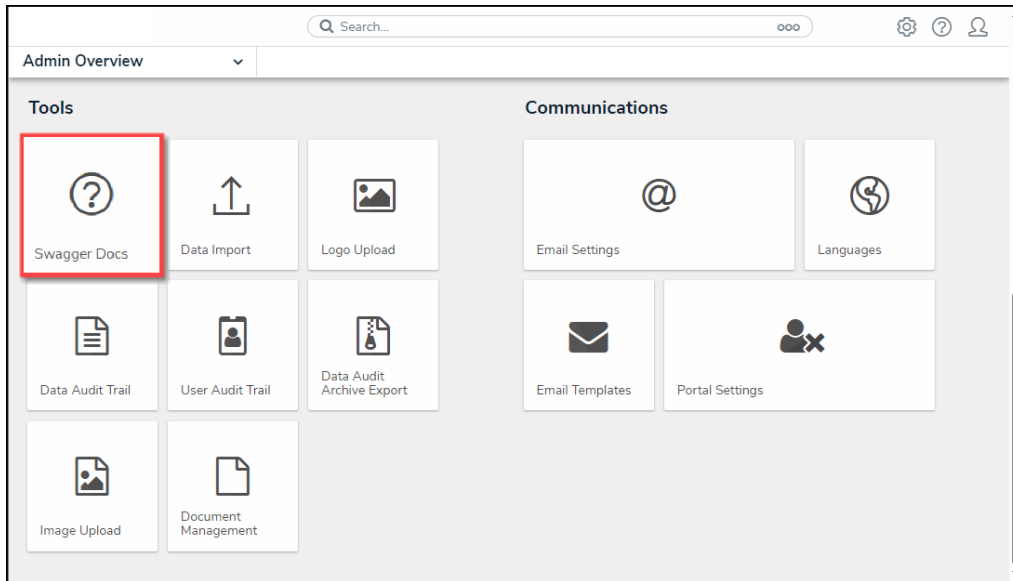 Search...
Admin Overview
Tools
Communications
Swagger Docs
Data Import
Logo Upload
Email Settings
Languages
Data Audit Trail
User Audit Trail
Data Audit
Archive Export
Email Templates
Portal Settings
Image Upload
Document
Management